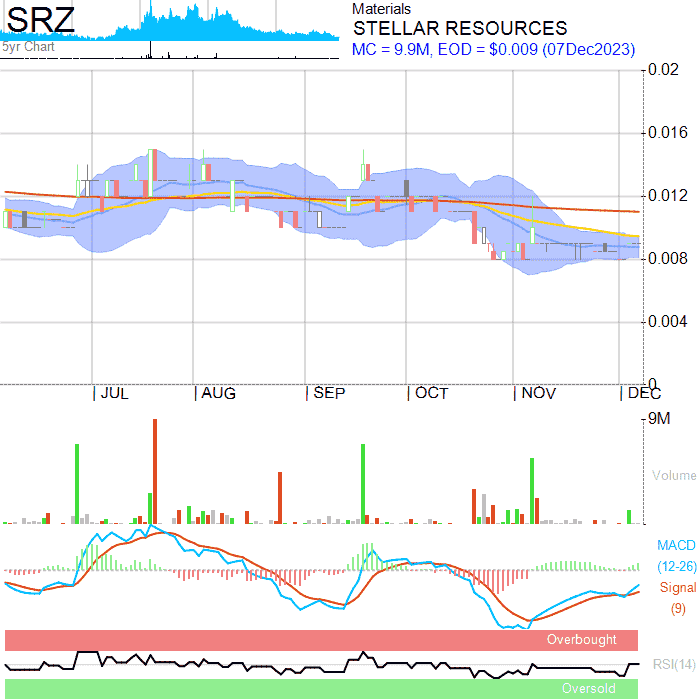 SRZ
5yr Chart
Materials
STELLAR RESOURCES
MC = 9.9M, EOD = $0.009 (07Dec2023)
0.02
0.016
0.012
0.008
0.004
0
JUL AUG SEP OCT NOV DEC
9M
Volume
MACD
(12-26)
Signal
(9)
Overbought
RSI(14)
Oversold